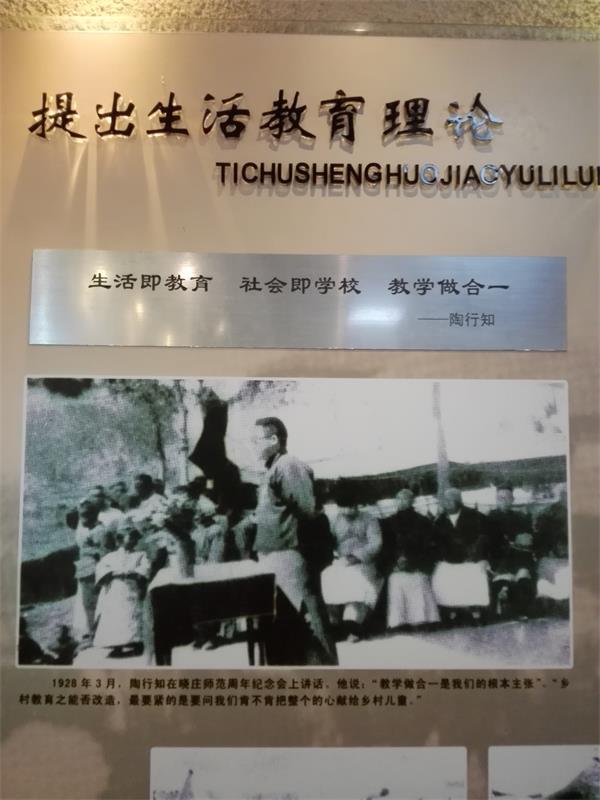 提出生活教育理论
TICHUSHENGHUOJIAOYULILU
生活即教育 社会即学校 教学做合一
——陶行知
1928年3月，陶行知在晓庄师范周年纪念会上讲话。他说：“教学做合一是我们的根本主张”、“乡
村教育之能否改造，最要紧的是要问我们肯不肯把整个的心献给乡村儿童。”